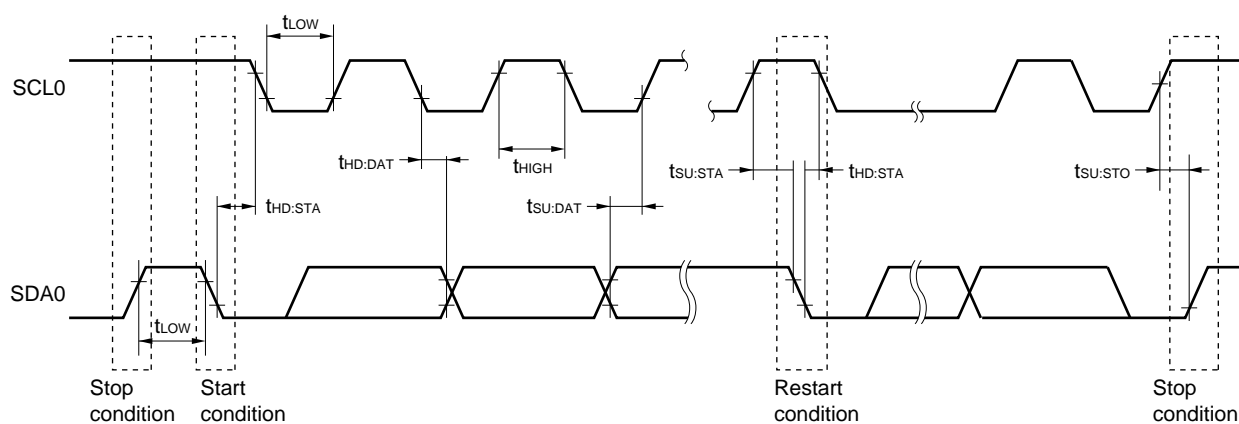 tLOW
SCL0
tHD:DAT
tHIGH
tSU:STA
tHD:STA
tSU:STO
tHD:STA
tSU:DAT
SDA0
tLOW
Stop
condition
Start
condition
Restart
condition
Stop
condition